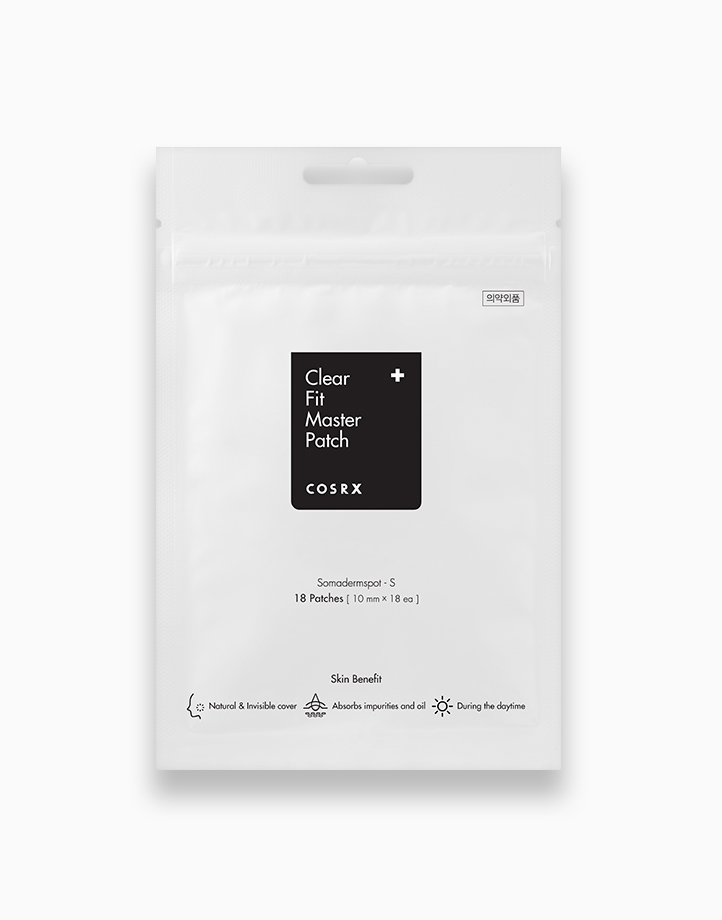 의약외품
Clear
Fit
Master
Patch
COSRX
Somadermspot - S
18 Patches [ 10 mm × 18 ea ]
Skin Benefit
Natural & Invisible cover Absorbs impurities and oil During the daytime